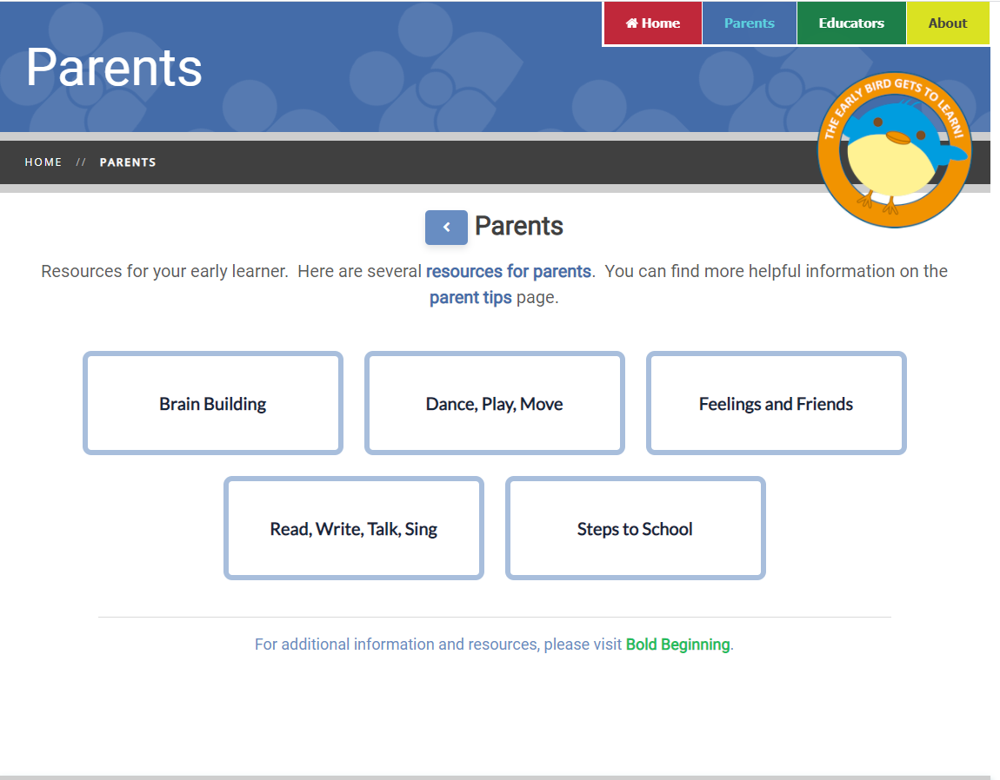 Home
Parents
Educators
About
Parents
THE EARLY BIRD GETS TO LEARN!
HOME // PARENTS
Parents
Resources for your early learner. Here are several resources for parents. You can find more helpful information on the
parent tips page.
Brain Building
Dance, Play, Move
Feelings and Friends
Read, Write, Talk, Sing
Steps to School
For additional information and resources, please visit Bold Beginning.